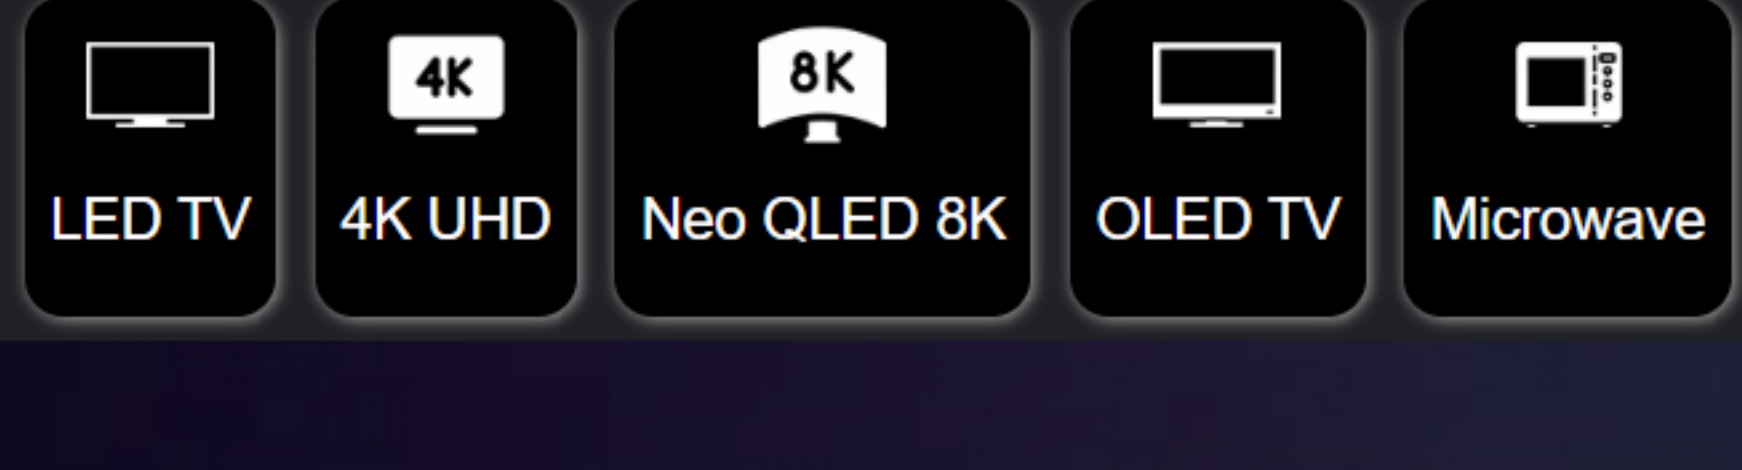 4K
8K
LED TV
4K UHD
Neo QLED 8K
OLED TV
Microwave